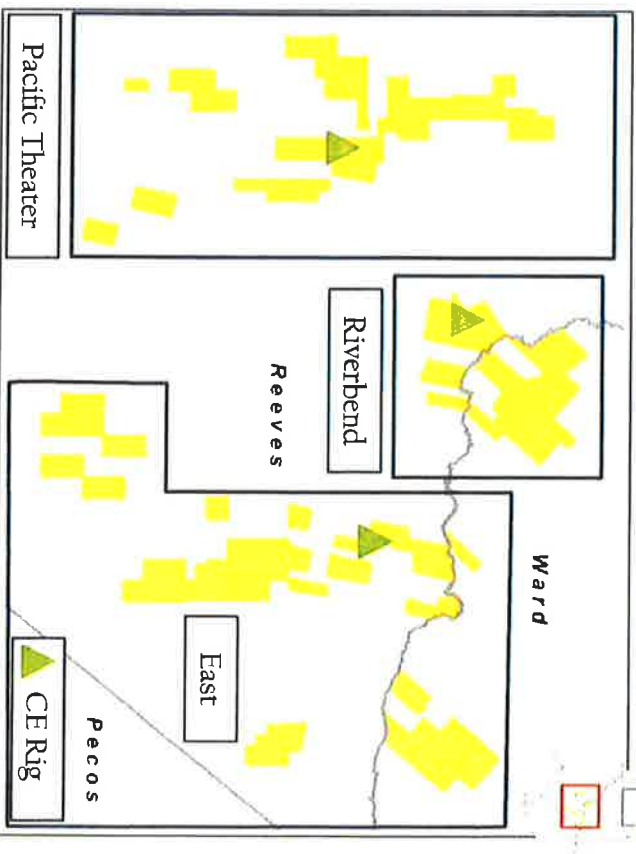 Pacific Theater
Riverbend
Reeves
Ward
East
Pecos
CE Rig